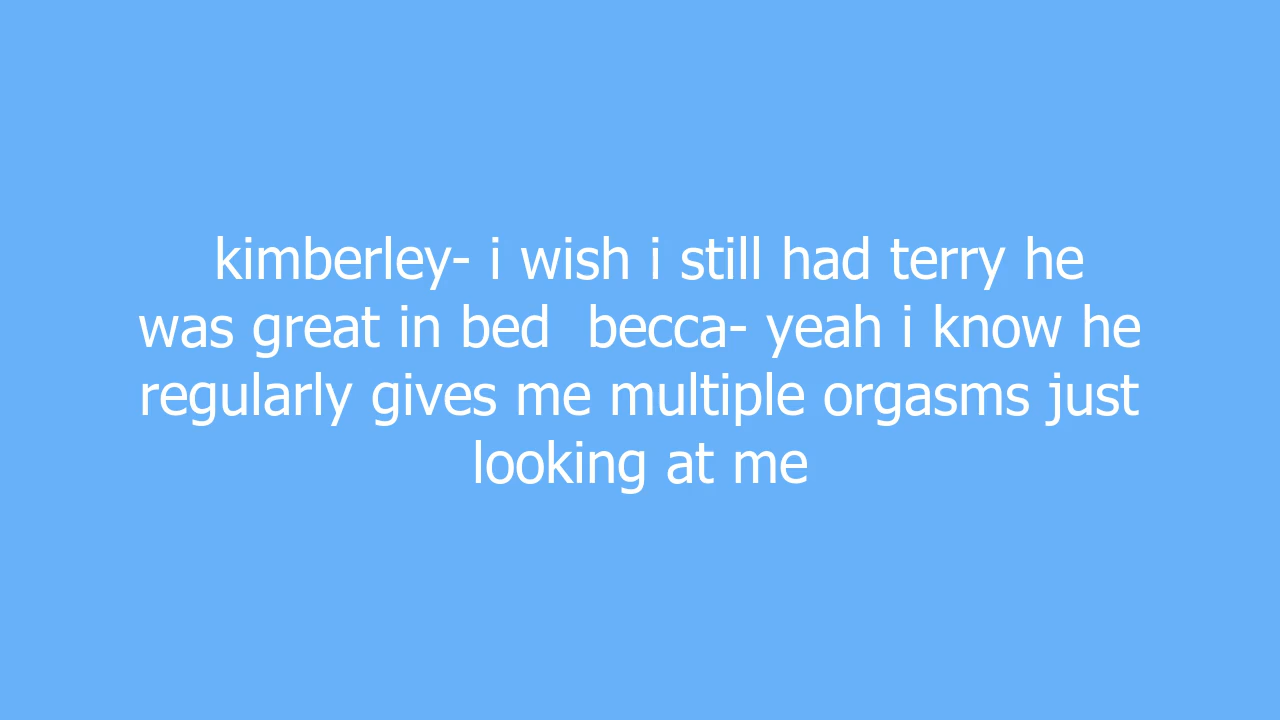 kimberley- i wish i still had terry he
was great in bed  becca- yeah i know he
regularly gives me multiple orgasms just
looking at me